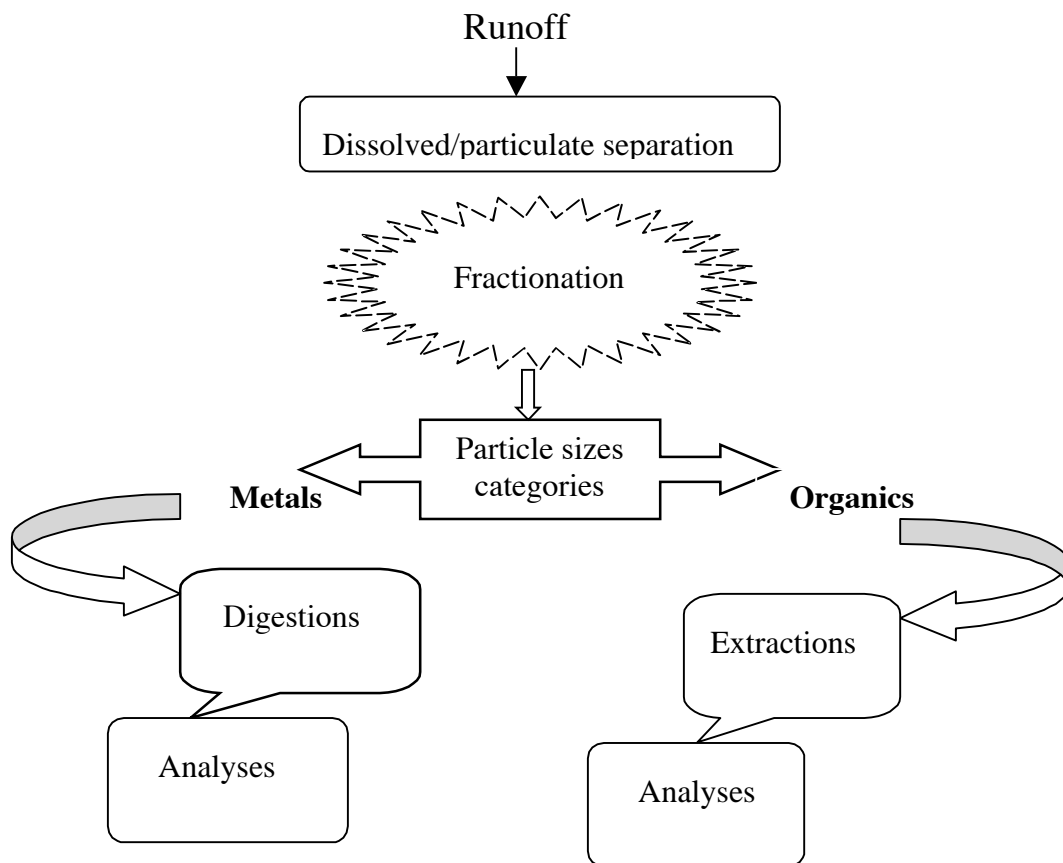 Runoff
Dissolved/particulate separation
Fractionation
Particle sizes
categories
Metals
Organics
Digestions
Extractions
Analyses
Analyses